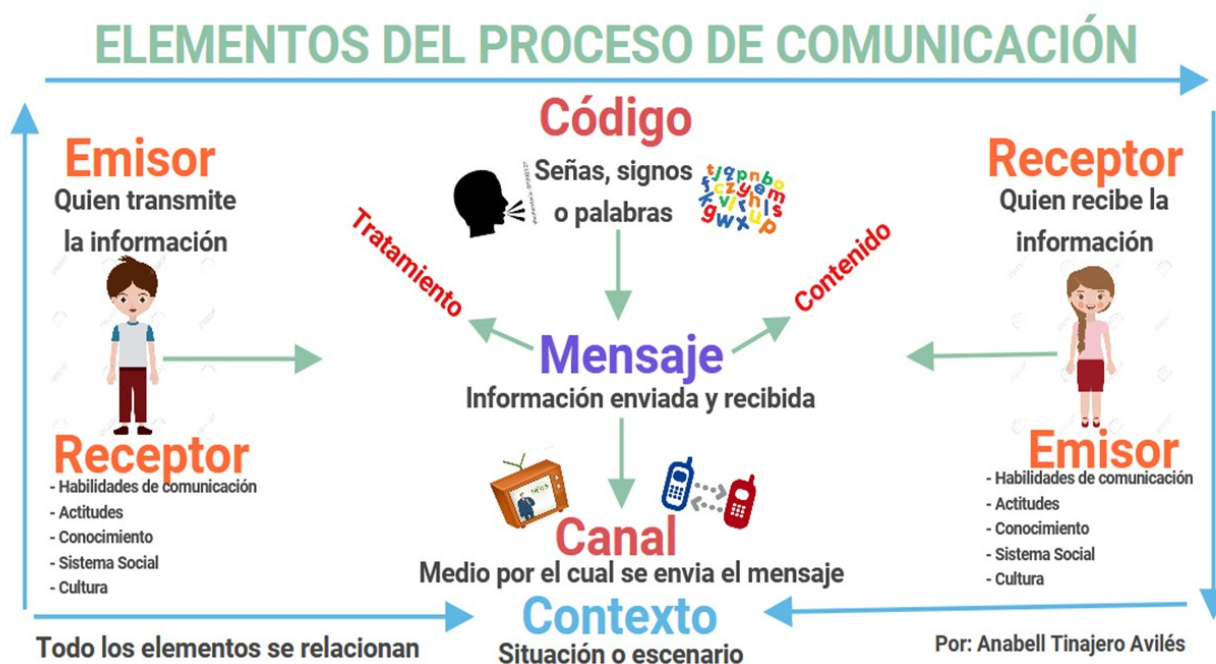 ELEMENTOS DEL PROCESO DE COMUNICACIÓN
Emisor
Quien transmite
la información
Código
Señas, signos
o palabras
Receptor
Quien recibe la
información
Tratamiento
Contenido
Mensaje
Información enviada y recibida
Receptor
- Habilidades de comunicación
- Actitudes
- Conocimiento
- Sistema Social
- Cultura
Emisor
- Habilidades de comunicación
- Actitudes
- Conocimiento
- Sistema Social
- Cultura
Canal
Medio por el cual se envia el mensaje
Contexto
Situación o escenario
Todo los elementos se relacionan
Por: Anabell Tinajero Avilés